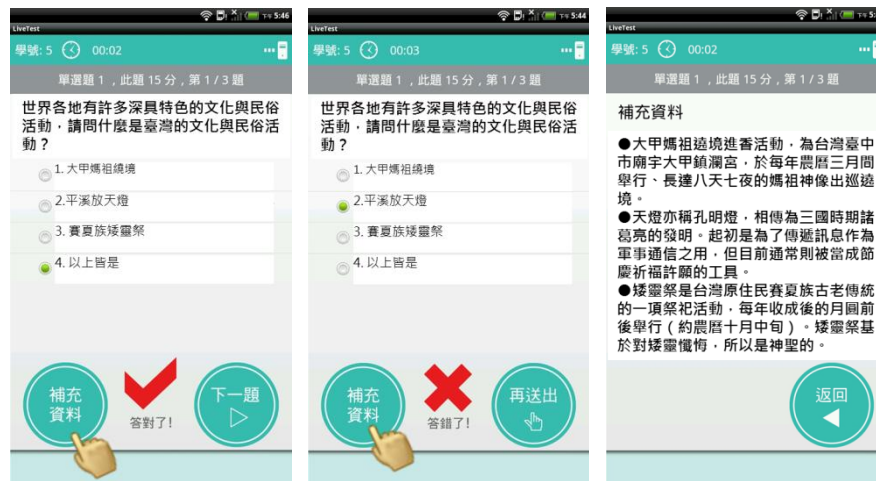 下午 5:46
LiveTest
學號: 5 00:02
單選題 1 , 此題 15 分 , 第 1 / 3 題
世界各地有許多深具特色的文化與民俗
活動，請問什麼是臺灣的文化與民俗活
動？
1. 大甲媽祖繞境
2.平溪放天燈
3. 賽夏族矮靈祭
4. 以上皆是
補充
資料
答對了!
下一題
下午 5:44
LiveTest
學號: 5 00:03
單選題 1 , 此題 15 分 , 第 1 / 3 題
世界各地有許多深具特色的文化與民俗
活動，請問什麼是臺灣的文化與民俗活
動？
1. 大甲媽祖繞境
2.平溪放天燈
3. 賽夏族矮靈祭
4. 以上皆是
補充
資料
答錯了!
再送出
下午 5:
LiveTest
學號: 5 00:02
單選題 1 , 此題 15 分 , 第 1 / 3 題
補充資料
●大甲媽祖遶境進香活動，為台灣臺中
市廟宇大甲鎮瀾宮，於每年農曆三月間
舉行、長達八天七夜的媽祖神像出巡遶
境。
●天燈亦稱孔明燈，相傳為三國時期諸
葛亮的發明。起初是為了傳遞訊息作為
軍事通信之用，但目前通常則被當成節
慶祈福許願的工具。
●矮靈祭是台灣原住民賽夏族古老傳統
的一項祭祀活動，每年收成後的月圓前
後舉行（約農曆十月中旬）。矮靈祭基
於對矮靈懺悔，所以是神聖的。
返回